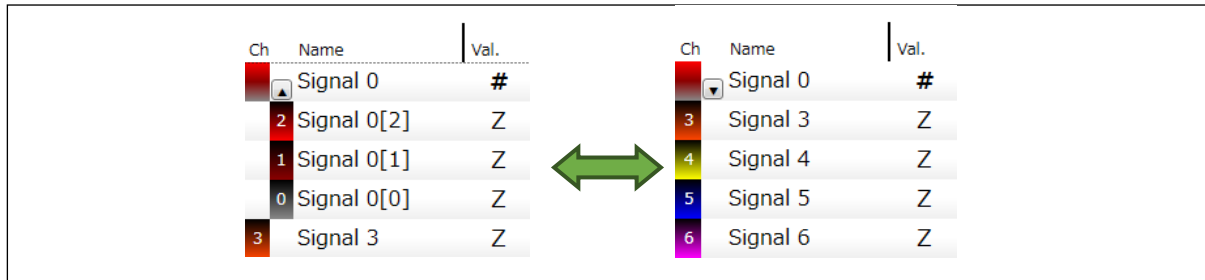 Ch Name Val.
▲ Signal 0 #
2 Signal 0[2] Z
1 Signal 0[1] Z
0 Signal 0[0] Z
3 Signal 3 Z
Ch Name Val.
▼ Signal 0 #
3 Signal 3 Z
4 Signal 4 Z
5 Signal 5 Z
6 Signal 6 Z